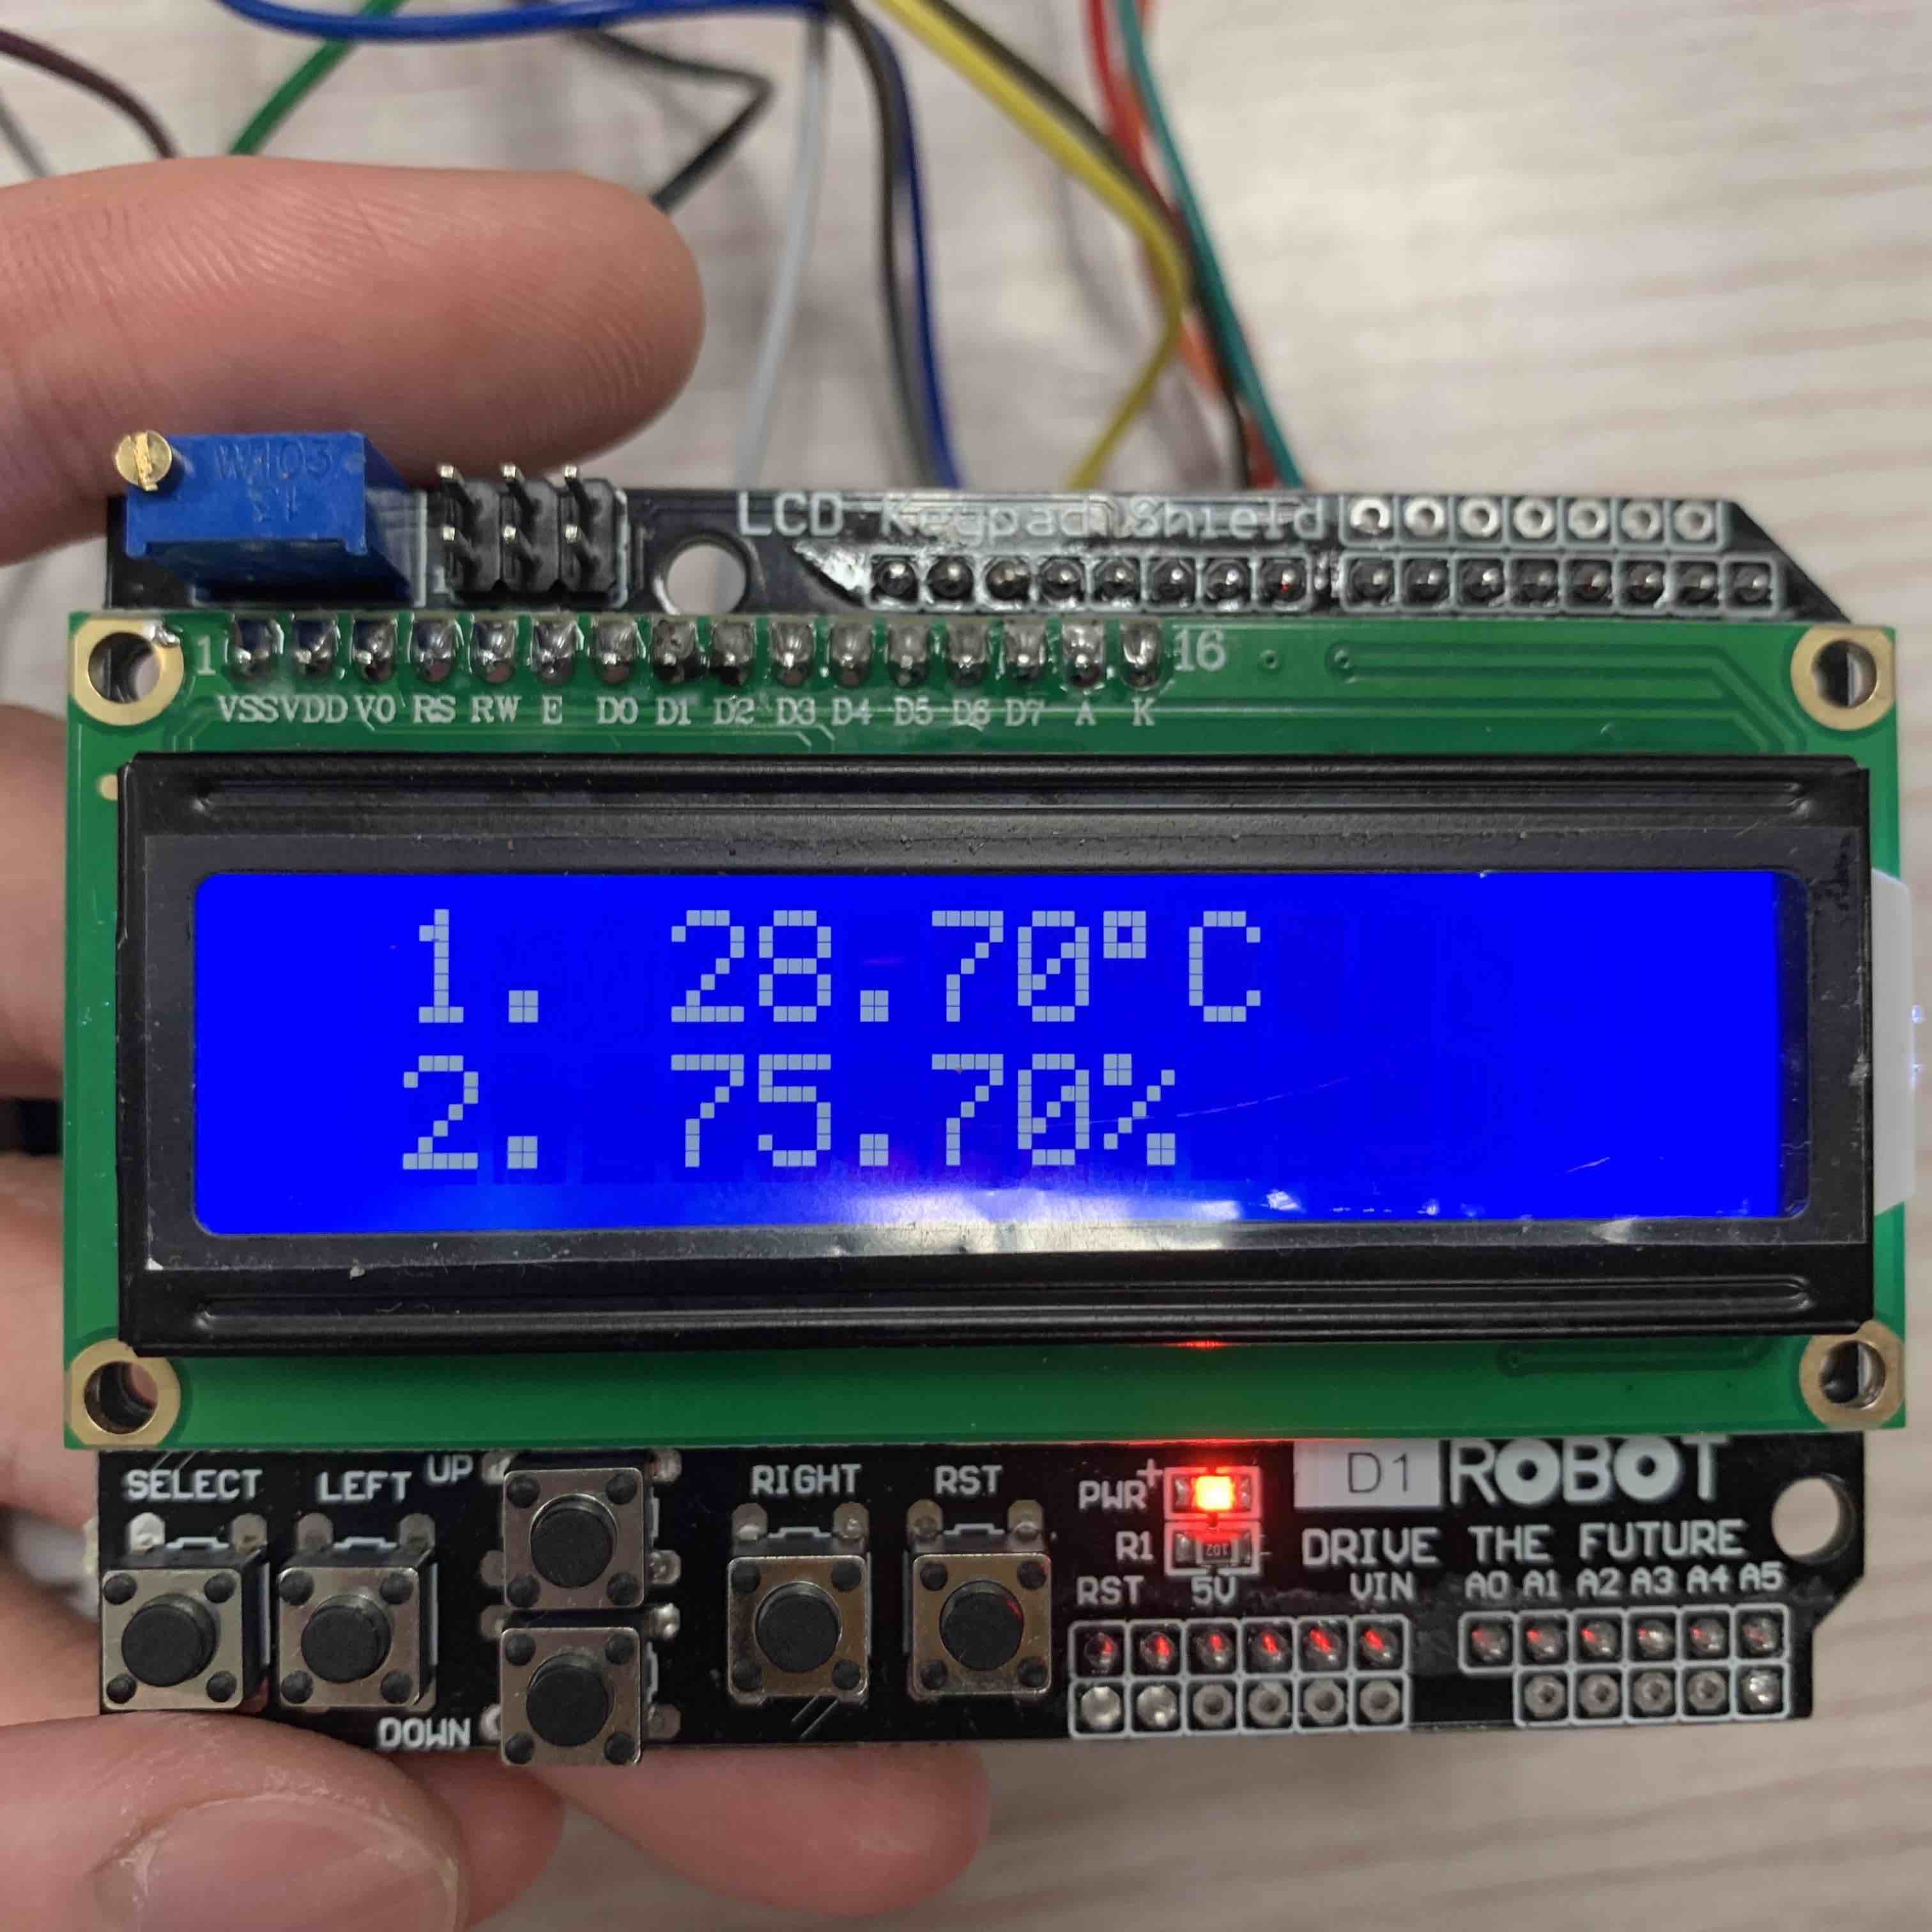 W103
LCD Keypad Shield
1
16
VSS VDD V0 RS RW E D0 D1 D2 D3 D4 D5 D6 D7 A K
1. 28.70°C
2. 75.70%
SELECT LEFT UP RIGHT RST
DOWN
PWR +
R1 102
D1 ROBOT
DRIVE THE FUTURE
RST 5V VIN A0 A1 A2 A3 A4 A5